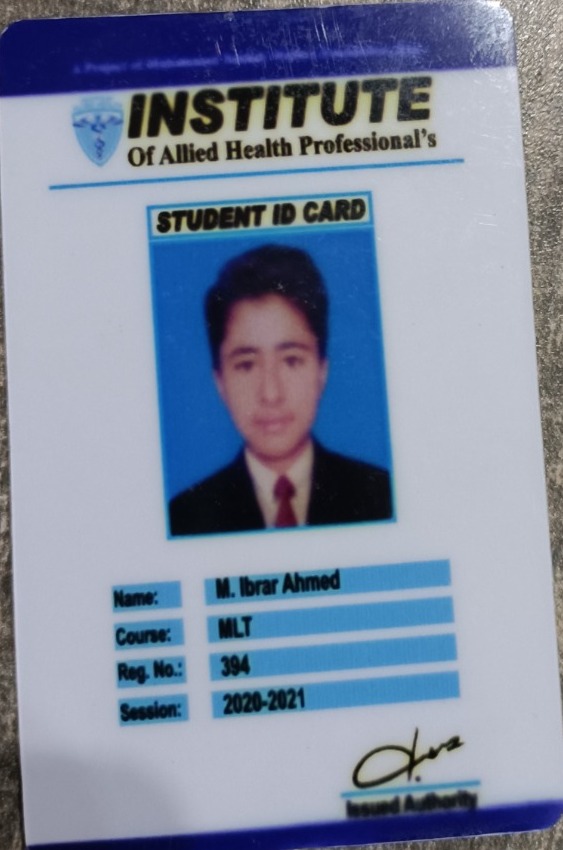 INSTITUTE
Of Allied Health Professional's
STUDENT ID CARD
Name: M. Ibrar Ahmed
Course: MLT
Reg. No.: 394
Session: 2020-2021
Issued Authority